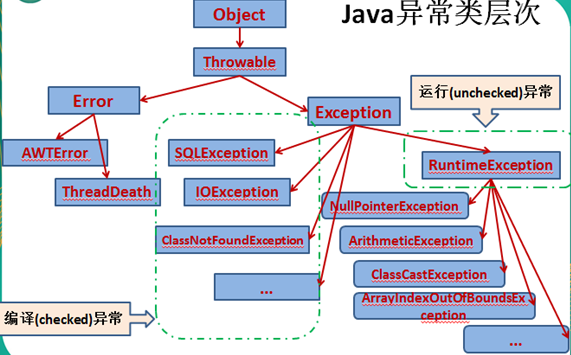 Java异常类层次
Object
Throwable
Error
Exception
运行(unchecked)异常
AWTError
SQLException
RuntimeException
ThreadDeath
IOException
NullPointerException
ClassNotFoundException
ArithmeticException
ClassCastException
...
ArrayIndexOutOfBoundsEx
ception
编译(checked)异常
...